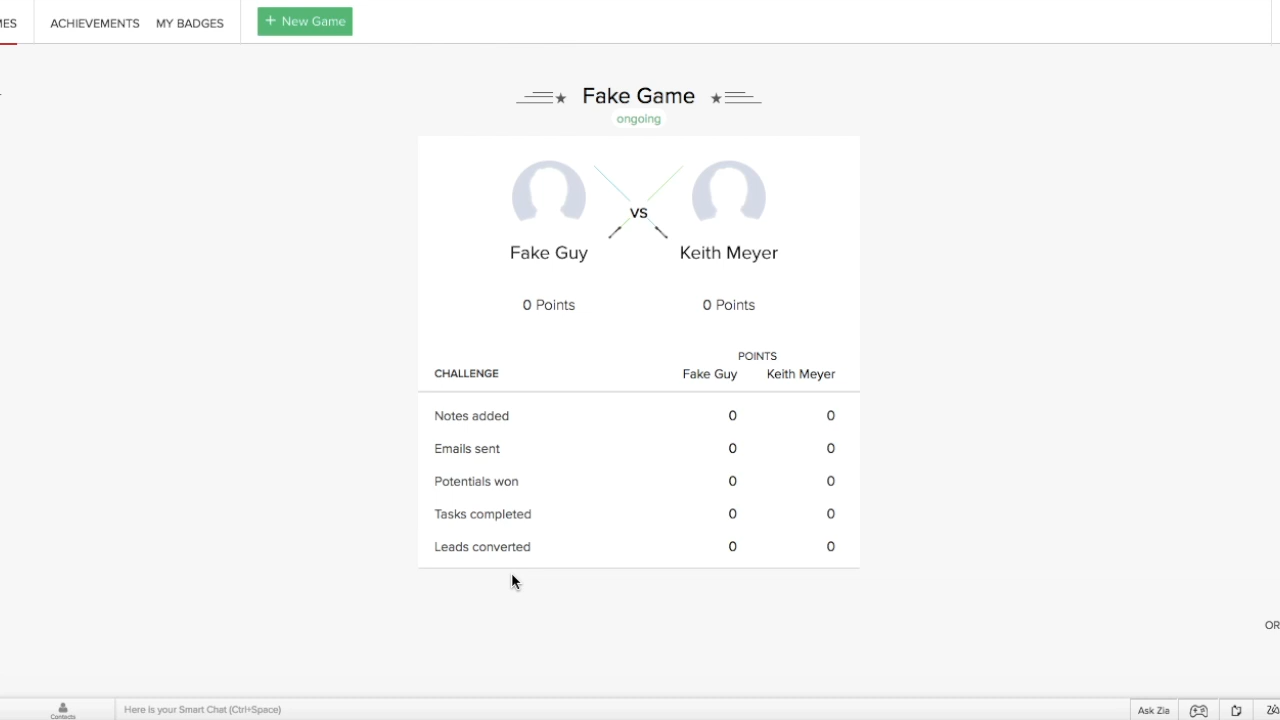 MES ACHIEVEMENTS MY BADGES + New Game
Fake Game
ongoing
vs
Fake Guy Keith Meyer
0 Points 0 Points
POINTS
CHALLENGE Fake Guy Keith Meyer
Notes added 0 0
Emails sent 0 0
Potentials won 0 0
Tasks completed 0 0
Leads converted 0 0
OR
Contacts Here is your Smart Chat (Ctrl+Space) Ask Zia